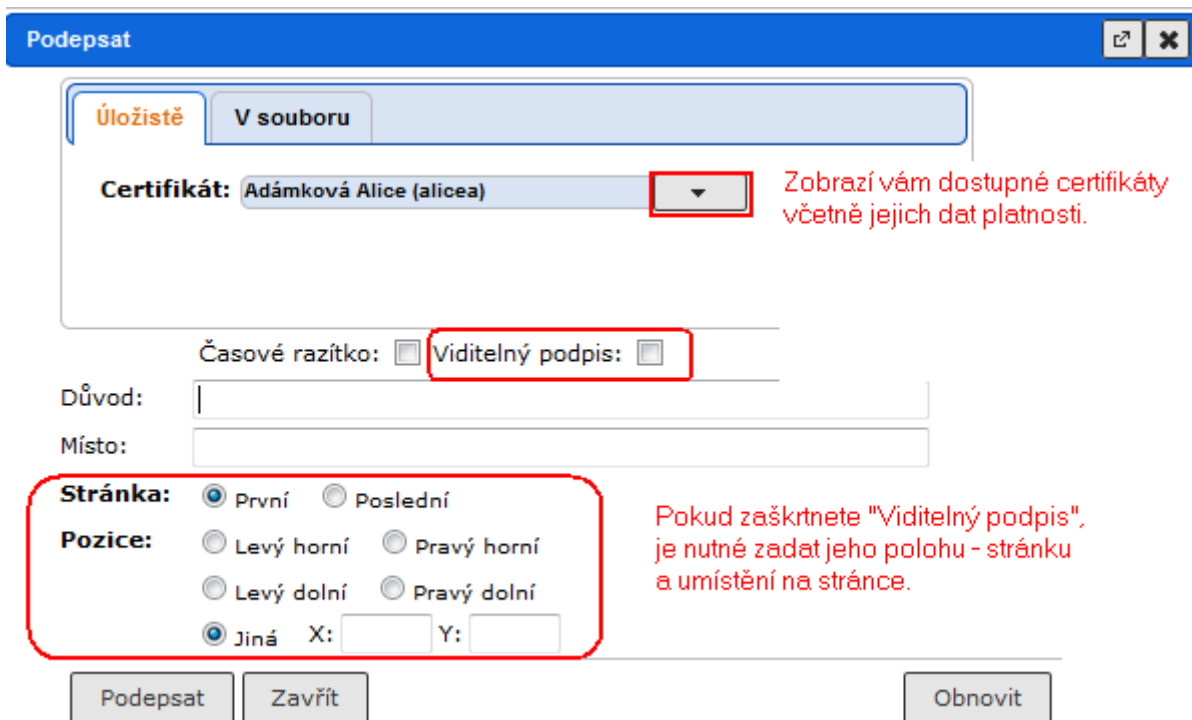 Podepsat
Úložistě V souboru
Certifikát: Adámková Alice (alicea)
Zobrazí vám dostupné certifikáty
včetně jejich dat platnosti.
Časové razítko: Viditelný podpis:
Důvod:
Místo:
Stránka: První Poslední
Pozice: Levý horní Pravý horní
Levý dolní Pravý dolní
Jiná X: Y:
Pokud zaškrtnete "Viditelný podpis",
je nutné zadat jeho polohu - stránku
a umístění na stránce.
Podepsat Zavřít Obnovit